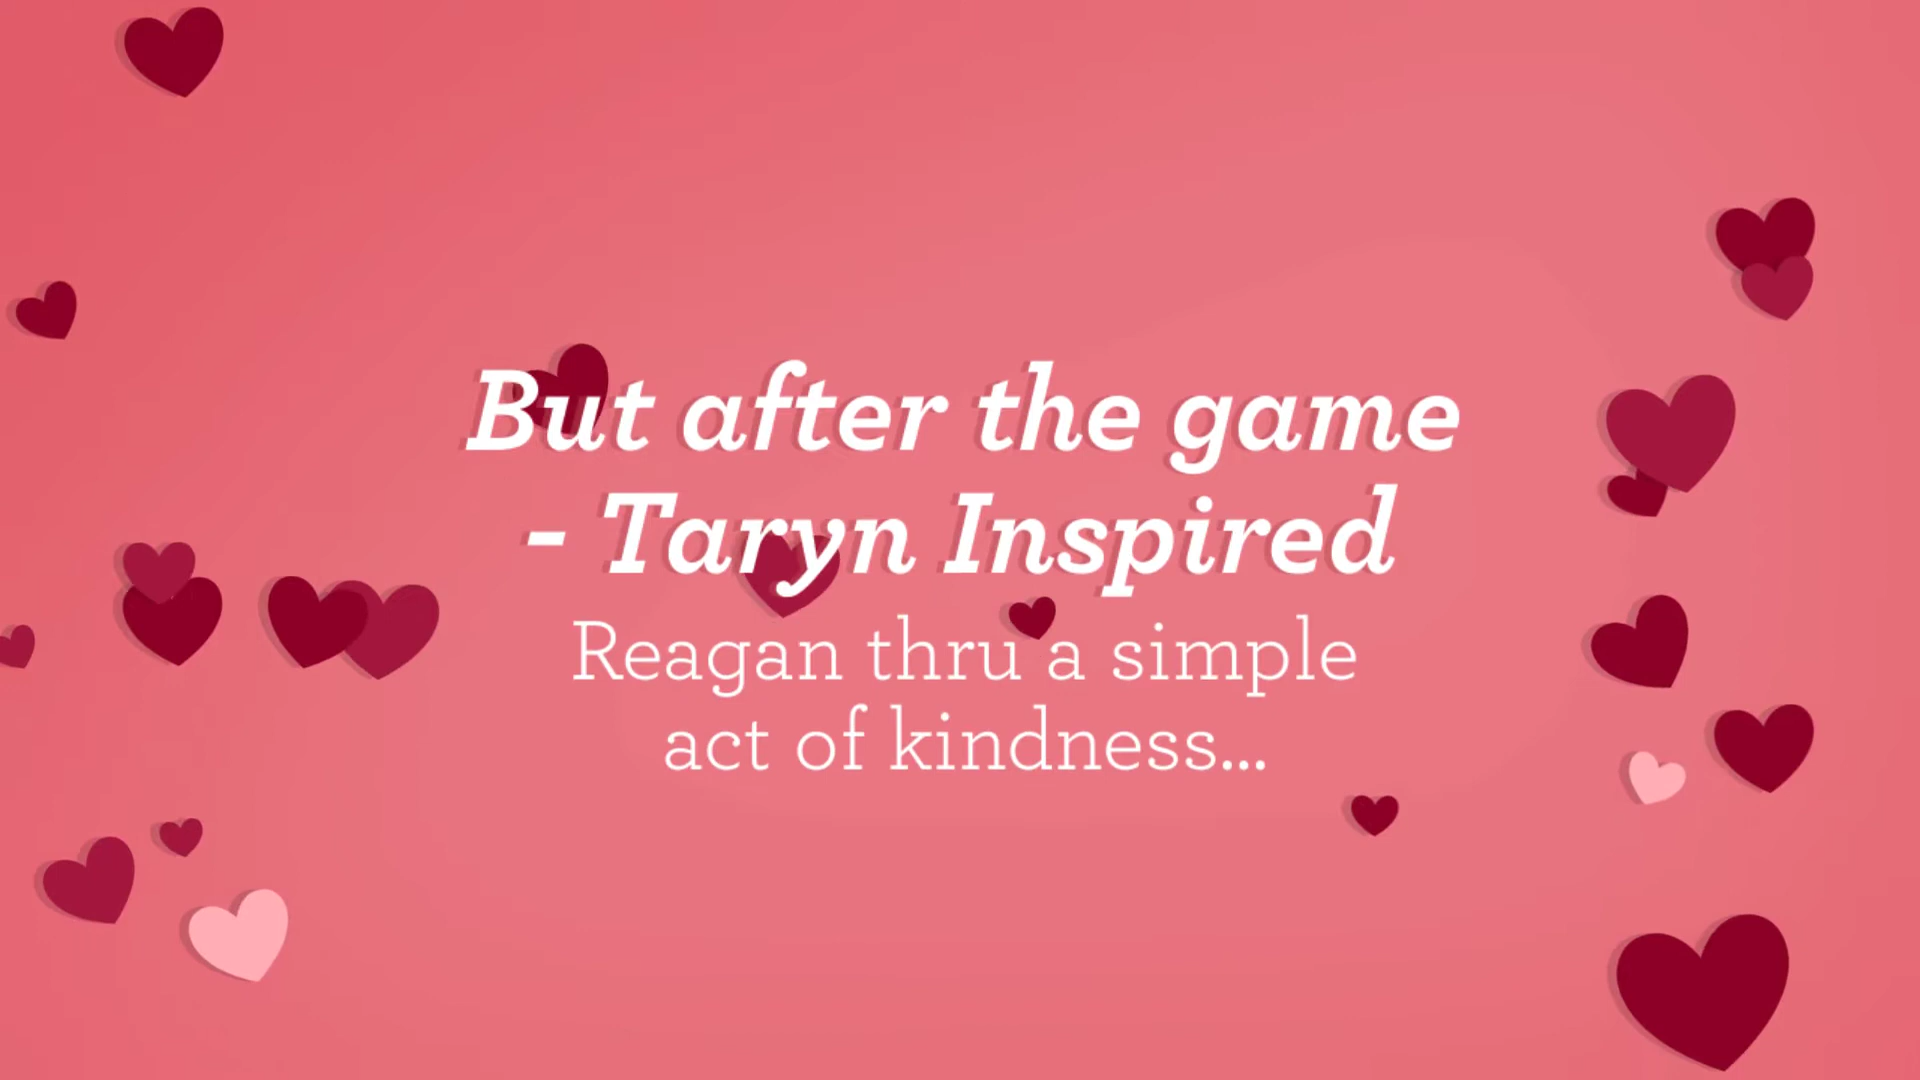 But after the game
- Taryn Inspired
Reagan thru a simple
act of kindness...